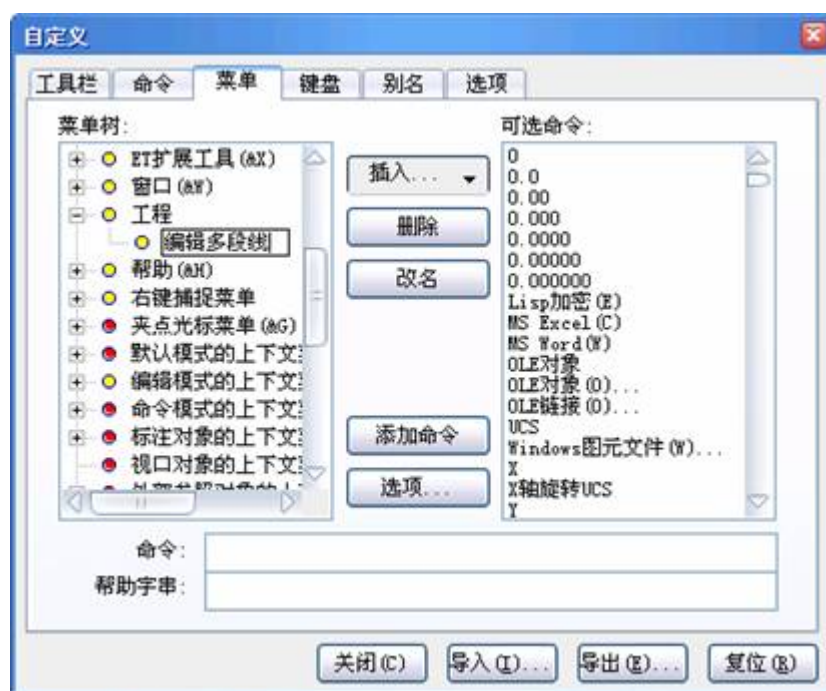 自定义
工具栏 命令 菜单 键盘 别名 选项
菜单树:
ET扩展工具(&X)
窗口(&W)
工程
编辑多段线
帮助(&H)
右键捕捉菜单
夹点光标菜单(&G)
默认模式的上下文
编辑模式的上下文
命令模式的上下文
标注对象的上下文
视口对象的上下文
插入...
删除
改名
添加命令
选项...
可选命令:
0
0.0
0.00
0.000
0.0000
0.00000
0.000000
Lisp加密(E)
MS Excel(C)
MS Word(W)
OLE对象
OLE对象(O)...
OLE链接(O)...
UCS
Windows图元文件(W)...
X
X轴旋转UCS
Y
命令:
帮助字串:
关闭(C) 导入(I)... 导出(E)... 复位(R)